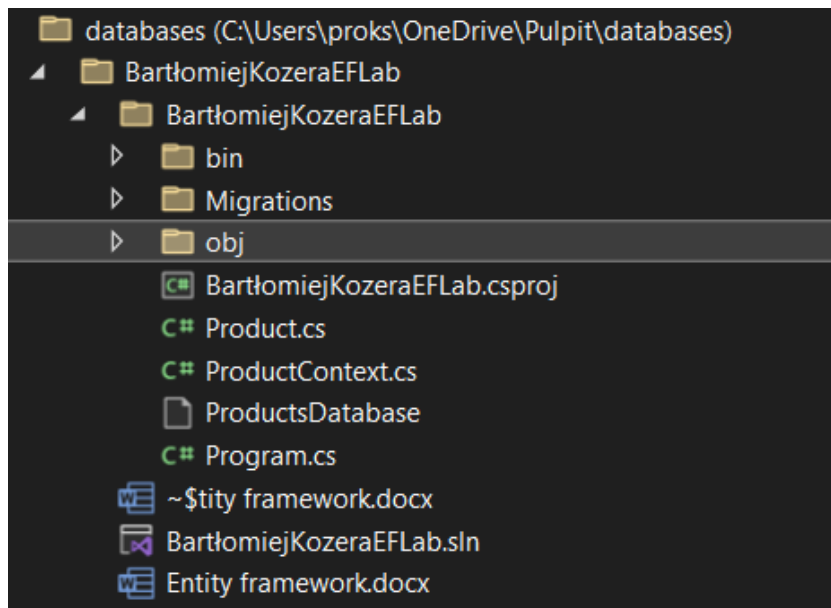 databases (C:\Users\proks\OneDrive\Pulpit\databases)
BartłomiejKozeraEFLab
BartłomiejKozeraEFLab
bin
Migrations
obj
C# BartłomiejKozeraEFLab.csproj
C# Product.cs
C# ProductContext.cs
ProductsDatabase
C# Program.cs
~$tity framework.docx
BartłomiejKozeraEFLab.sln
Entity framework.docx